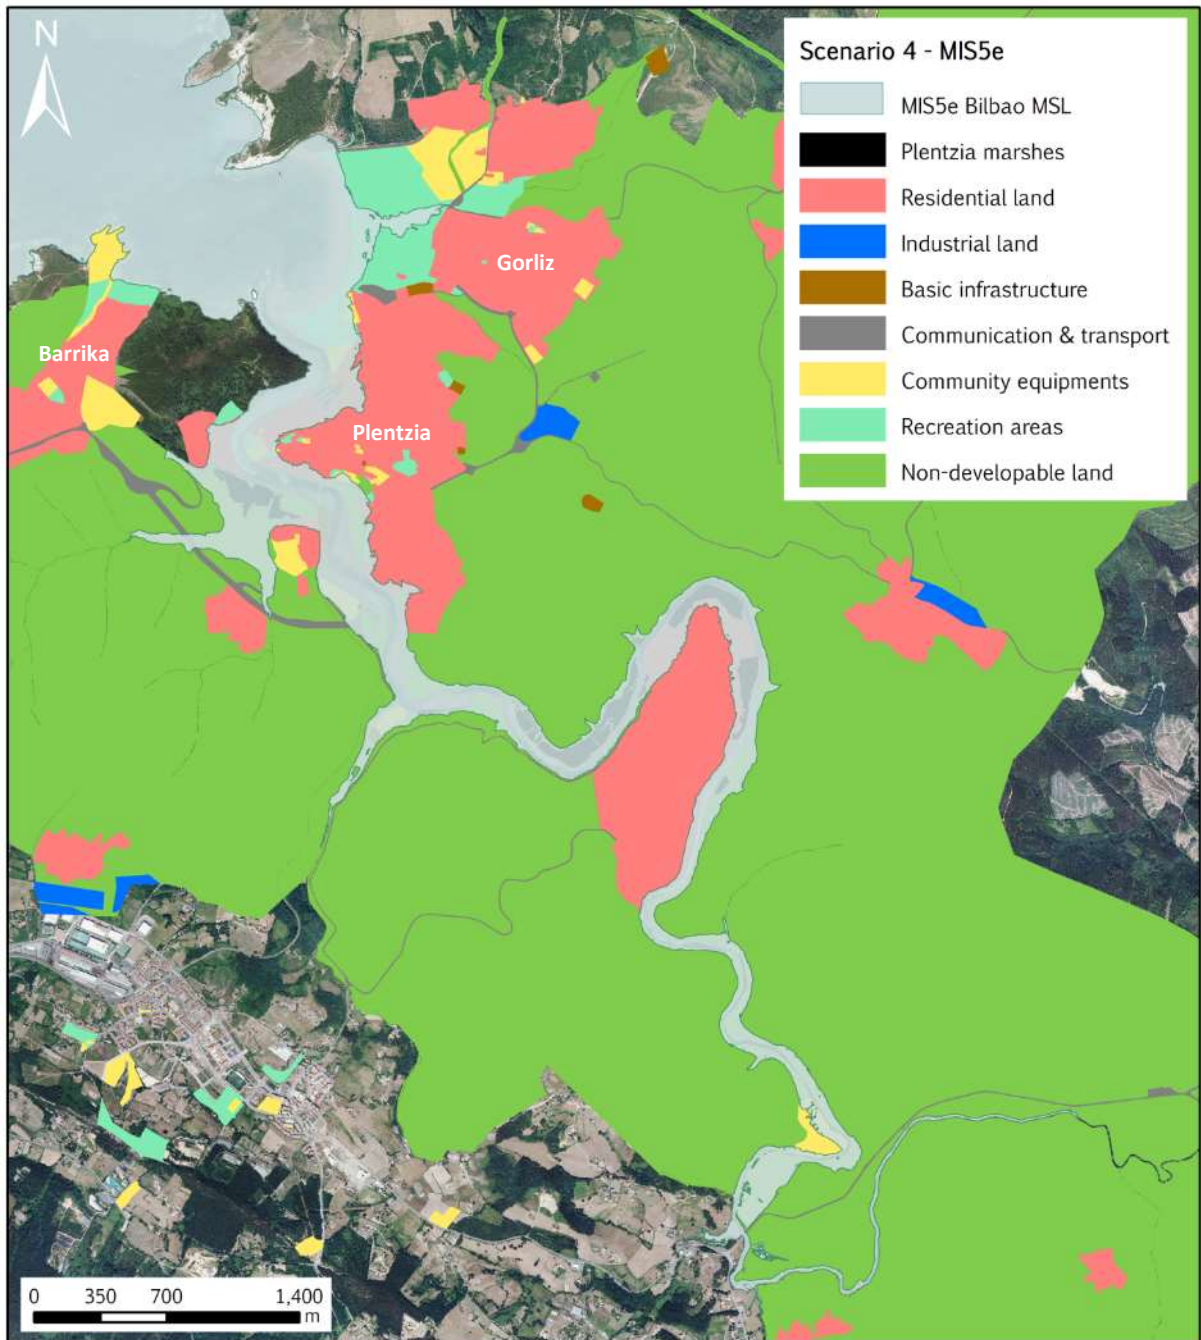 N
Scenario 4 - MIS5e
MIS5e Bilbao MSL
Plentzia marshes
Residential land
Industrial land
Basic infrastructure
Communication & transport
Community equipments
Recreation areas
Non-developable land
Gorliz
Barrika
Plentzia
0 350 700 1,400
m